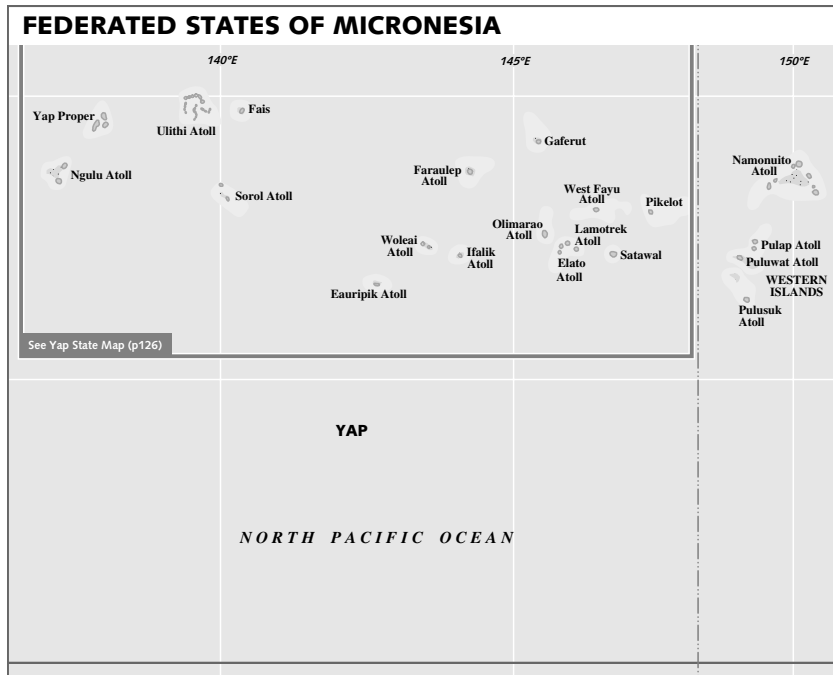 FEDERATED STATES OF MICRONESIA
140°E
145°E
150°E
Yap Proper
Ulithi Atoll
Fais
Gaferut
Ngulu Atoll
Sorol Atoll
Faraulep
Atoll
West Fayu
Atoll
Pikelot
Namonuito
Atoll
Woleai
Atoll
Ifalik
Atoll
Olimarao
Atoll
Lamotrek
Atoll
Elato
Atoll
Satawal
Pulap Atoll
Puluwat Atoll
WESTERN
ISLANDS
Eauripik Atoll
Pulusuk
Atoll
See Yap State Map (p126)
YAP
NORTH PACIFIC OCEAN